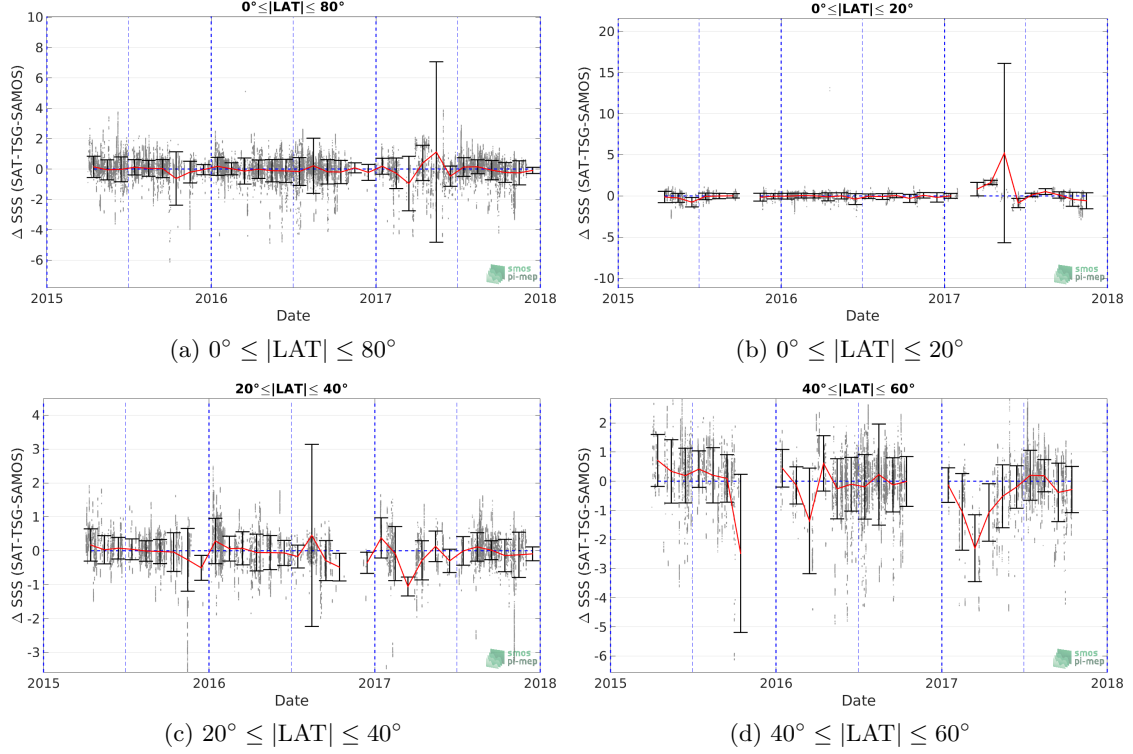 0°≤|LAT|≤ 80°
Δ SSS (SAT-TSG-SAMOS)
10
8
6
4
2
0
-2
-4
-6
2015
2016
2017
2018
Date
smos
pi-mep
(a) 0° ≤ |LAT| ≤ 80°
0°≤|LAT|≤ 20°
Δ SSS (SAT-TSG-SAMOS)
20
15
10
5
0
-5
-10
2015
2016
2017
2018
Date
smos
pi-mep
(b) 0° ≤ |LAT| ≤ 20°
20°≤|LAT|≤ 40°
Δ SSS (SAT-TSG-SAMOS)
4
3
2
1
0
-1
-2
-3
2015
2016
2017
2018
Date
smos
pi-mep
(c) 20° ≤ |LAT| ≤ 40°
40°≤|LAT|≤ 60°
Δ SSS (SAT-TSG-SAMOS)
2
1
0
-1
-2
-3
-4
-5
-6
2015
2016
2017
2018
Date
smos
pi-mep
(d) 40° ≤ |LAT| ≤ 60°